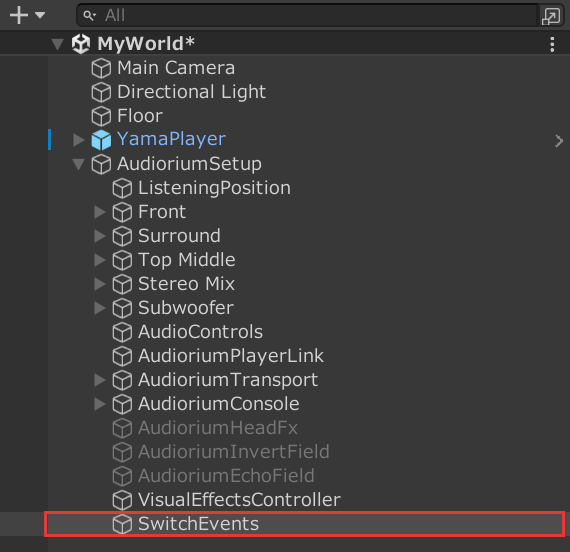 All
MyWorld*
Main Camera
Directional Light
Floor
YamaPlayer
AudioriumSetup
ListeningPosition
Front
Surround
Top Middle
Stereo Mix
Subwoofer
AudioControls
AudioriumPlayerLink
AudioriumTransport
AudioriumConsole
AudioriumHeadFx
AudioriumInvertField
AudioriumEchoField
VisualEffectsController
SwitchEvents